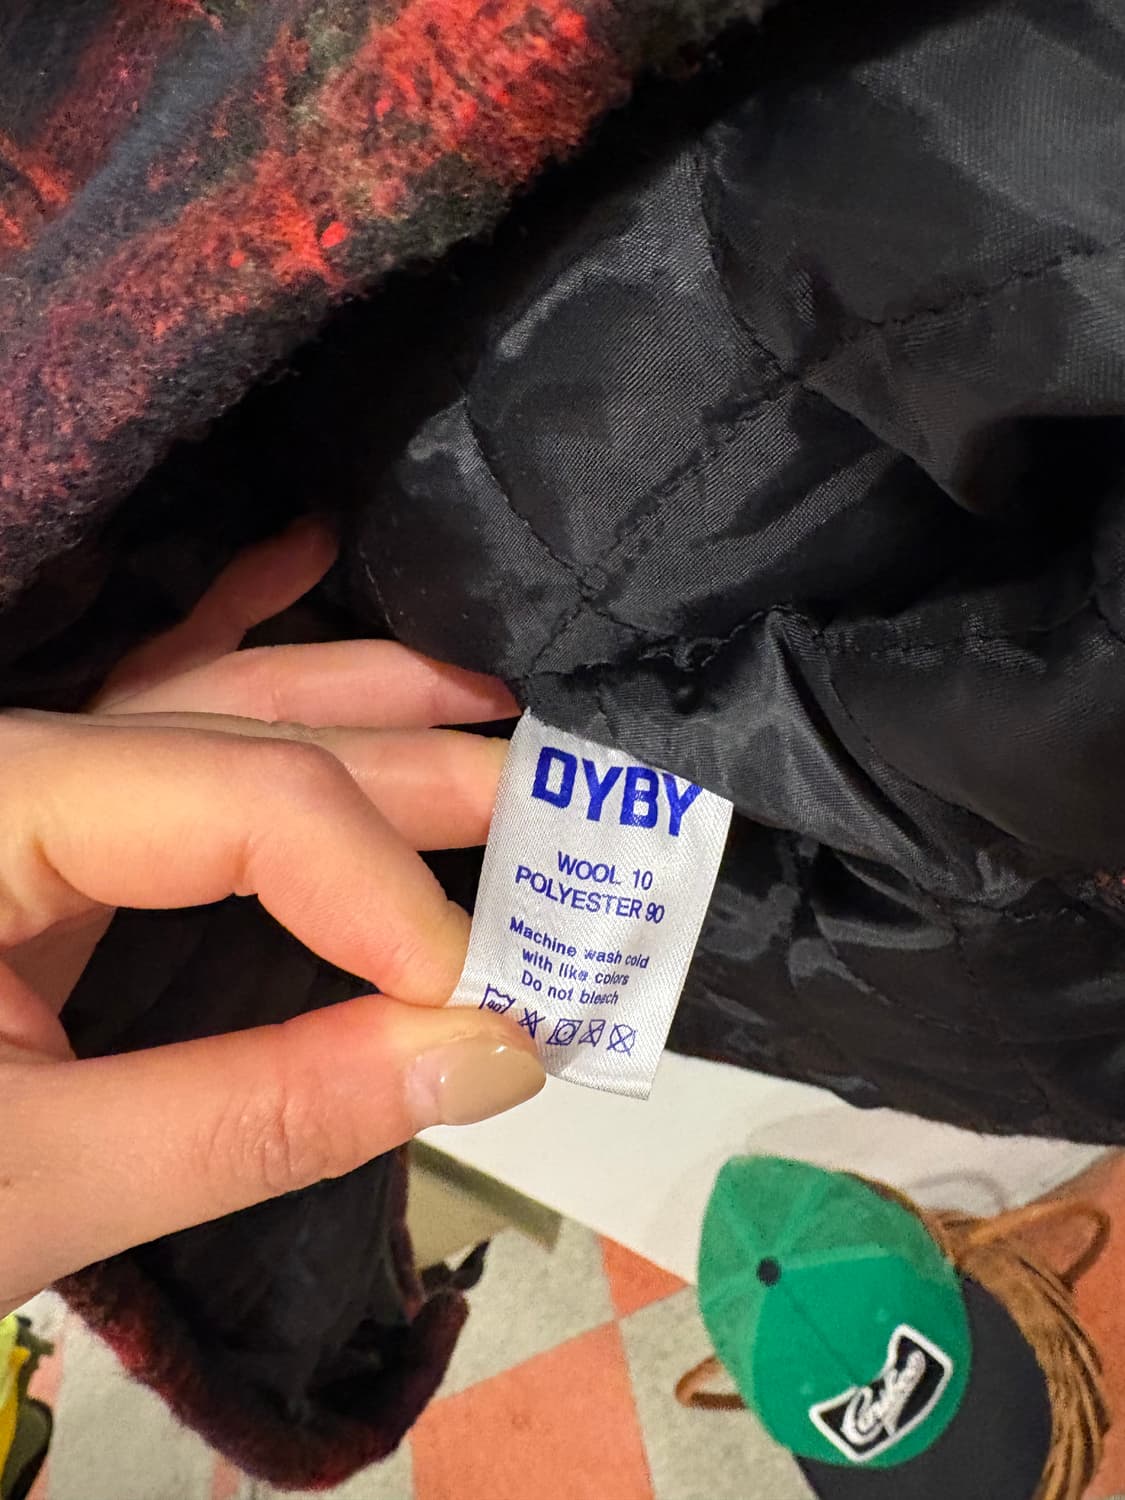 DYBY
WOOL 10
POLYESTER 90
Machine wash cold
with like colors
Do not bleach